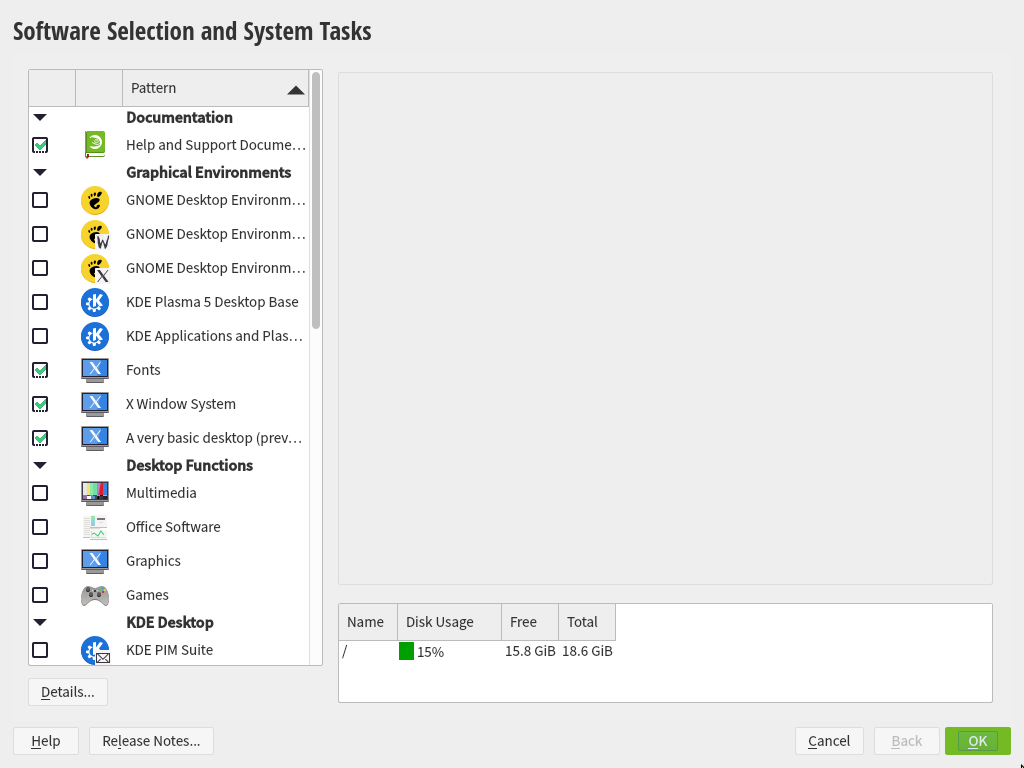 Software Selection and System Tasks
Pattern
Documentation
Help and Support Docume...
Graphical Environments
GNOME Desktop Environm...
GNOME Desktop Environm...
W
GNOME Desktop Environm...
X
KDE Plasma 5 Desktop Base
KDE Applications and Plas...
X Fonts
X X Window System
X A very basic desktop (prev...
Desktop Functions
Multimedia
Office Software
X Graphics
Games
KDE Desktop
KDE PIM Suite
Name Disk Usage Free Total
/ 15% 15.8 GiB 18.6 GiB
Details...
Help Release Notes... Cancel Back OK